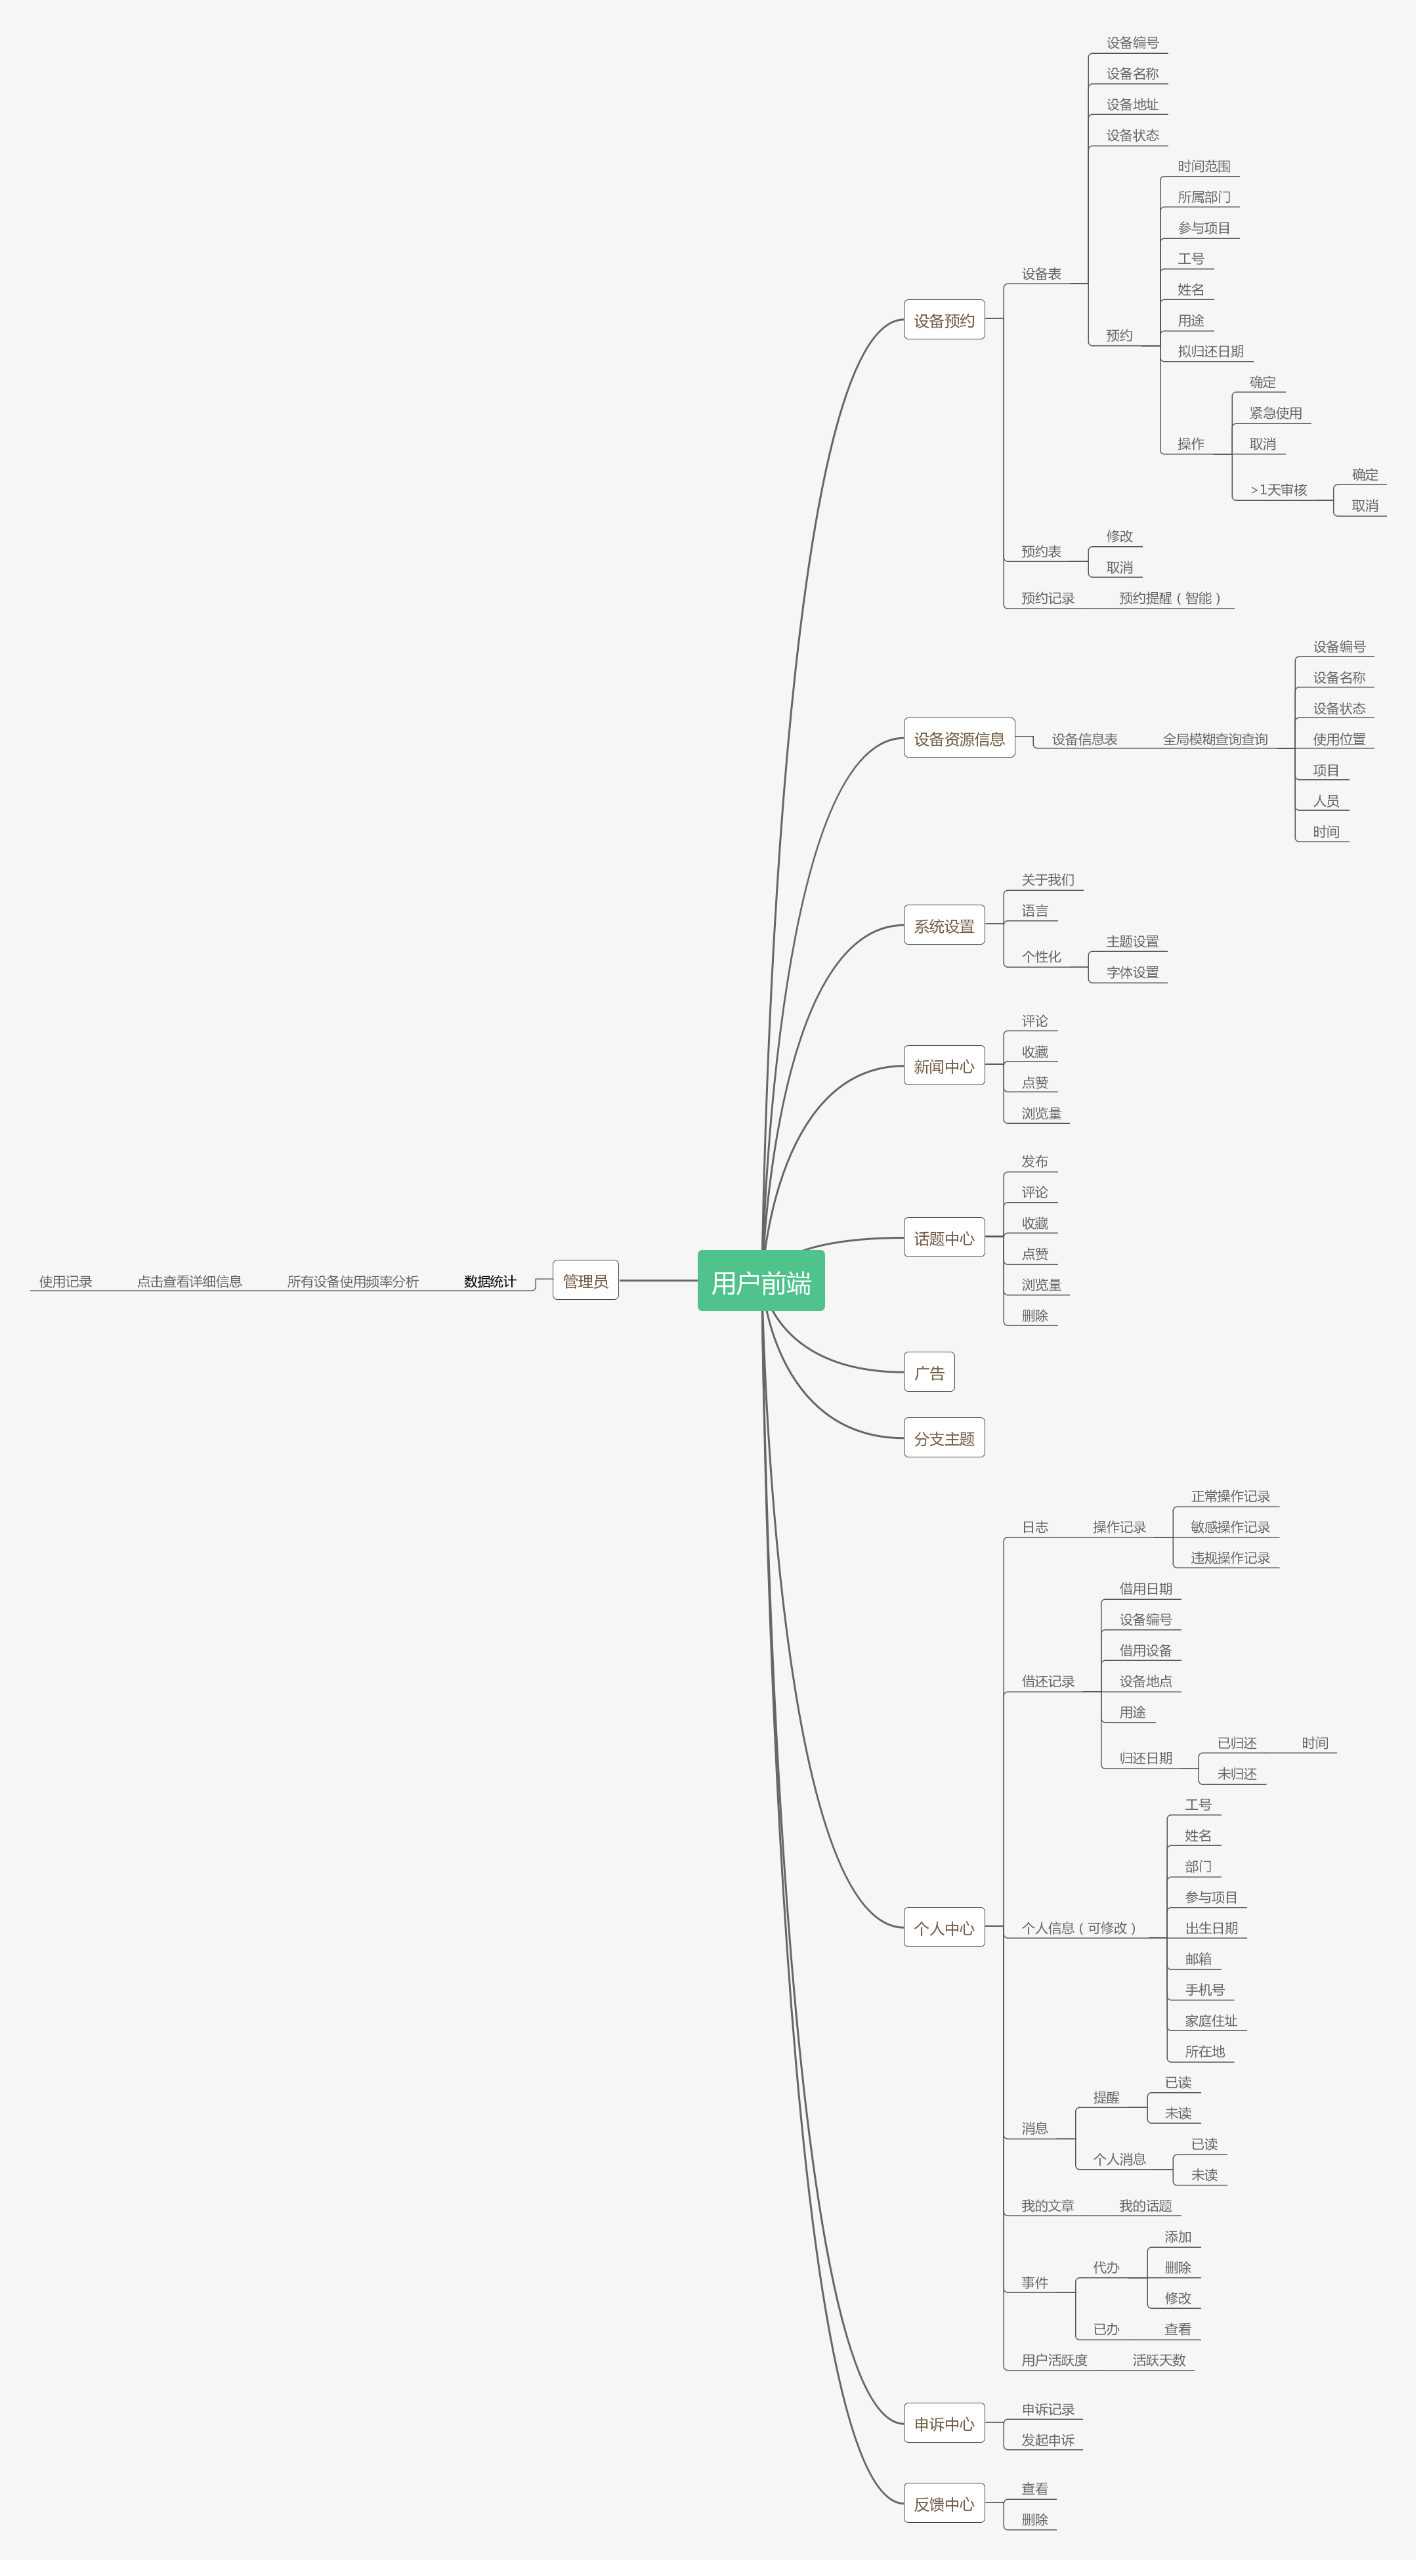 设备编号
设备名称
设备地址
设备状态
时间范围
所属部门
参与项目
工号
设备表
姓名
设备预约
用途
预约
拟归还日期
确定
紧急使用
操作
取消
确定
>1天审核
取消
修改
预约表
取消
预约记录
预约提醒（智能）
设备编号
设备名称
设备状态
设备资源信息
设备信息表
全局模糊查询查询
使用位置
项目
人员
时间
关于我们
语言
系统设置
主题设置
个性化
字体设置
评论
收藏
新闻中心
点赞
浏览量
发布
评论
收藏
话题中心
点赞
使用记录
点击查看详细信息
所有设备使用频率分析
数据统计
管理员
用户前端
浏览量
删除
广告
分支主题
正常操作记录
日志
操作记录
敏感操作记录
违规操作记录
借用日期
设备编号
借用设备
借还记录
设备地点
用途
已归还
时间
归还日期
未归还
工号
姓名
部门
参与项目
个人中心
个人信息（可修改）
出生日期
邮箱
手机号
家庭住址
所在地
已读
提醒
未读
消息
已读
个人消息
未读
我的文章
我的话题
添加
代办
删除
事件
修改
已办
查看
用户活跃度
活跃天数
申诉记录
申诉中心
发起申诉
查看
反馈中心
删除